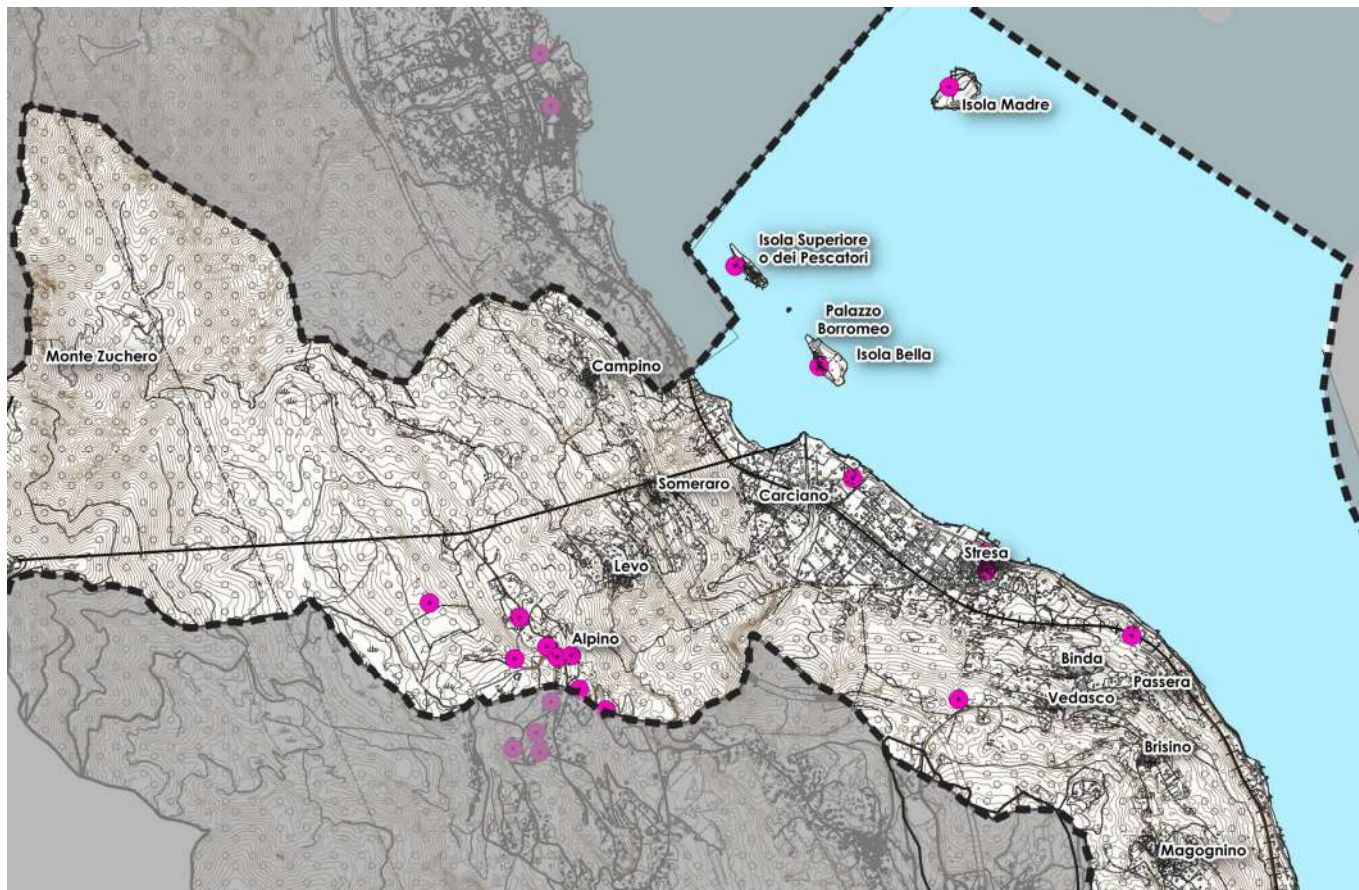 Isola Madre
Isola Superiore
o dei Pescatori
Palazzo
Borromeo
Isola Bella
Monte Zuchero
Campino
Someraro
Carciano
Stresa
Levo
Alpino
Binda
Passera
Vedasco
Brisino
Magognino